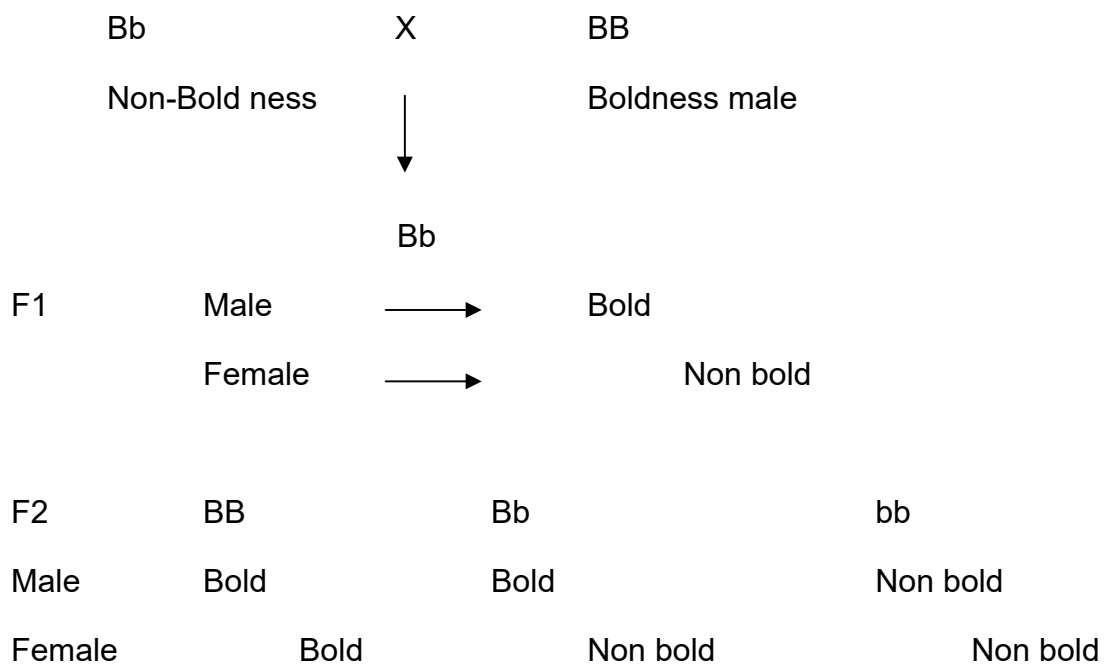 Bb X BB
Non-Bold ness Boldness male
Bb
F1 Male Bold
Female Non bold
F2 BB Bb bb
Male Bold Bold Non bold
Female Bold Non bold Non bold